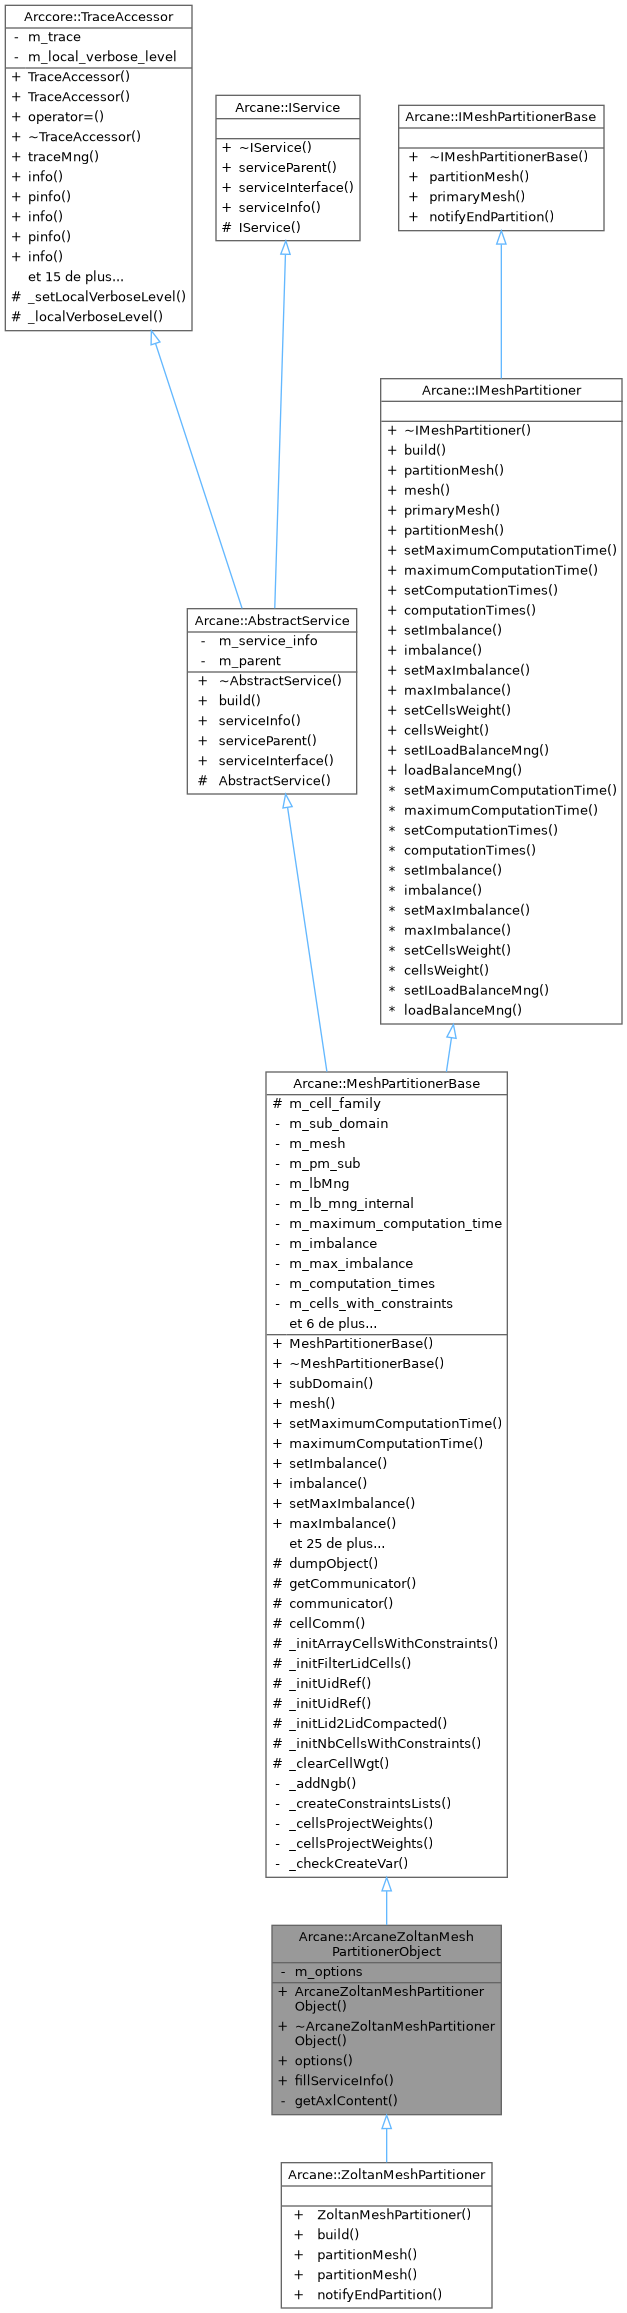 Arccore::TraceAccessor
- m_trace
- m_local_verbose_level
+ TraceAccessor()
+ TraceAccessor()
+ operator=()
+ ~TraceAccessor()
+ traceMng()
+ info()
+ pinfo()
+ info()
+ pinfo()
+ info()
et 15 de plus...
# _setLocalVerboseLevel()
# _localVerboseLevel()
Arcane::IService
+ ~IService()
+ serviceParent()
+ serviceInterface()
+ serviceInfo()
# IService()
Arcane::IMeshPartitionerBase
+ ~IMeshPartitionerBase()
+ partitionMesh()
+ primaryMesh()
+ notifyEndPartition()
Arcane::IMeshPartitioner
+ ~IMeshPartitioner()
+ build()
+ partitionMesh()
+ mesh()
+ primaryMesh()
+ partitionMesh()
+ setMaximumComputationTime()
+ maximumComputationTime()
+ setComputationTimes()
+ computationTimes()
+ setImbalance()
+ imbalance()
+ setMaxImbalance()
+ maxImbalance()
+ setCellsWeight()
+ cellsWeight()
+ setILoadBalanceMng()
+ loadBalanceMng()
* setMaximumComputationTime()
* maximumComputationTime()
* setComputationTimes()
* computationTimes()
* setImbalance()
* imbalance()
* setMaxImbalance()
* maxImbalance()
* setCellsWeight()
* cellsWeight()
* setILoadBalanceMng()
* loadBalanceMng()
Arcane::AbstractService
- m_service_info
- m_parent
+ ~AbstractService()
+ build()
+ serviceInfo()
+ serviceParent()
+ serviceInterface()
# AbstractService()
Arcane::MeshPartitionerBase
# m_cell_family
- m_sub_domain
- m_mesh
- m_pm_sub
- m_lbMng
- m_lb_mng_internal
- m_maximum_computation_time
- m_imbalance
- m_max_imbalance
- m_computation_times
- m_cells_with_constraints
et 6 de plus...
+ MeshPartitionerBase()
+ ~MeshPartitionerBase()
+ subDomain()
+ mesh()
+ setMaximumComputationTime()
+ maximumComputationTime()
+ setImbalance()
+ imbalance()
+ setMaxImbalance()
+ maxImbalance()
et 25 de plus...
# dumpObject()
# getCommunicator()
# communicator()
# cellComm()
# _initArrayCellsWithConstraints()
# _initFilterLidCells()
# _initUidRef()
# _initUidRef()
# _initLid2LidCompacted()
# _initNbCellsWithConstraints()
# _clearCellWgt()
- _addNgb()
- _createConstraintsLists()
- _cellsProjectWeights()
- _cellsProjectWeights()
- _checkCreateVar()
Arcane::ArcaneZoltanMesh
PartitionerObject
- m_options
+ ArcaneZoltanMeshPartitioner
Object()
+ ~ArcaneZoltanMeshPartitioner
Object()
+ options()
+ fillServiceInfo()
- getAxlContent()
Arcane::ZoltanMeshPartitioner
+ ZoltanMeshPartitioner()
+ build()
+ partitionMesh()
+ partitionMesh()
+ notifyEndPartition()